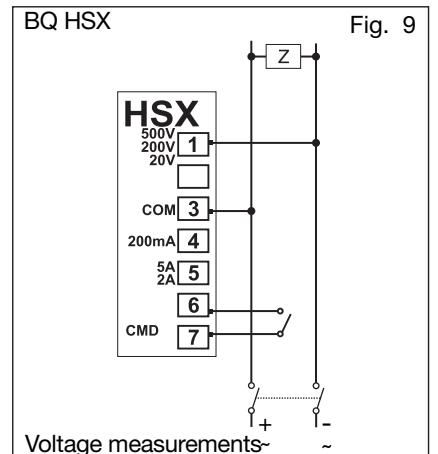 BQ HSX
Fig. 9
Z
HSX
500V
200V
20V
1
COM 3
200mA 4
5A
2A
5
6
CMD 7
+ -
Voltage measurements~ ~